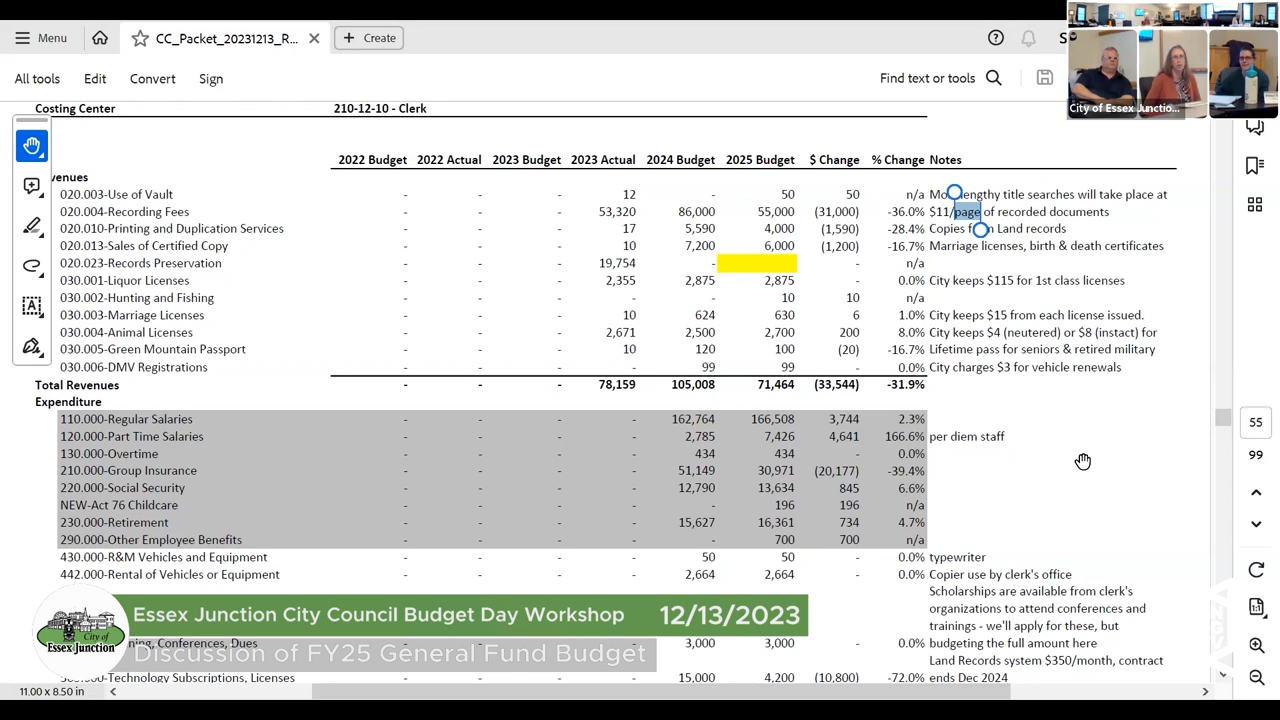 Menu CC_Packet_20231213_R... + Create
All tools Edit Convert Sign Find text or tools
City of Essex Junctio...
Costing Center 210-12-10 - Clerk
2022 Budget 2022 Actual 2023 Budget 2023 Actual 2024 Budget 2025 Budget $ Change % Change Notes
venues
020.003-Use of Vault - - - 12 - 50 50 n/a Mo lengthy title searches will take place at
020.004-Recording Fees - - - 53,320 86,000 55,000 (31,000) -36.0% $11/page of recorded documents
020.010-Printing and Duplication Services - - - 17 5,590 4,000 (1,590) -28.4% Copies f m Land records
020.013-Sales of Certified Copy - - - 10 7,200 6,000 (1,200) -16.7% Marriage licenses, birth & death certificates
020.023-Records Preservation - - - 19,754 - - n/a
030.001-Liquor Licenses - - - 2,355 2,875 2,875 - 0.0% City keeps $115 for 1st class licenses
030.002-Hunting and Fishing - - - - - 10 10 n/a
030.003-Marriage Licenses - - - 10 624 630 6 1.0% City keeps $15 from each license issued.
030.004-Animal Licenses - - - 2,671 2,500 2,700 200 8.0% City keeps $4 (neutered) or $8 (instact) for
030.005-Green Mountain Passport - - - 10 120 100 (20) -16.7% Lifetime pass for seniors & retired military
030.006-DMV Registrations - - - - 99 99 - 0.0% City charges $3 for vehicle renewals
Total Revenues - - - 78,159 105,008 71,464 (33,544) -31.9%
Expenditure
110.000-Regular Salaries - - - - 162,764 166,508 3,744 2.3%
120.000-Part Time Salaries - - - - 2,785 7,426 4,641 166.6% per diem staff
130.000-Overtime - - - - 434 434 - 0.0%
210.000-Group Insurance - - - - 51,149 30,971 (20,177) -39.4%
220.000-Social Security - - - - 12,790 13,634 845 6.6%
NEW-Act 76 Childcare - - - - - 196 196 n/a
230.000-Retirement - - - - 15,627 16,361 734 4.7%
290.000-Other Employee Benefits - - - - - 700 700 n/a
430.000-R&M Vehicles and Equipment - - - - 50 50 - 0.0% typewriter
442.000-Rental of Vehicles or Equipment - - - - 2,664 2,664 - 0.0% Copier use by clerk's office
Scholarships are available from clerk's
organizations to attend conferences and
trainings - we'll apply for these, but
ning, Conferences, Dues 3,000 3,000 - 0.0% budgeting the full amount here
Land Records system $350/month, contract
Technology Subscriptions, Licenses 15,000 4,200 (10,800) -72.0% ends Dec 2024
55
99
City of
Essex Junction
Essex Junction City Council Budget Day Workshop 12/13/2023
Discussion of FY25 General Fund Budget
11.00 x 8.50 in